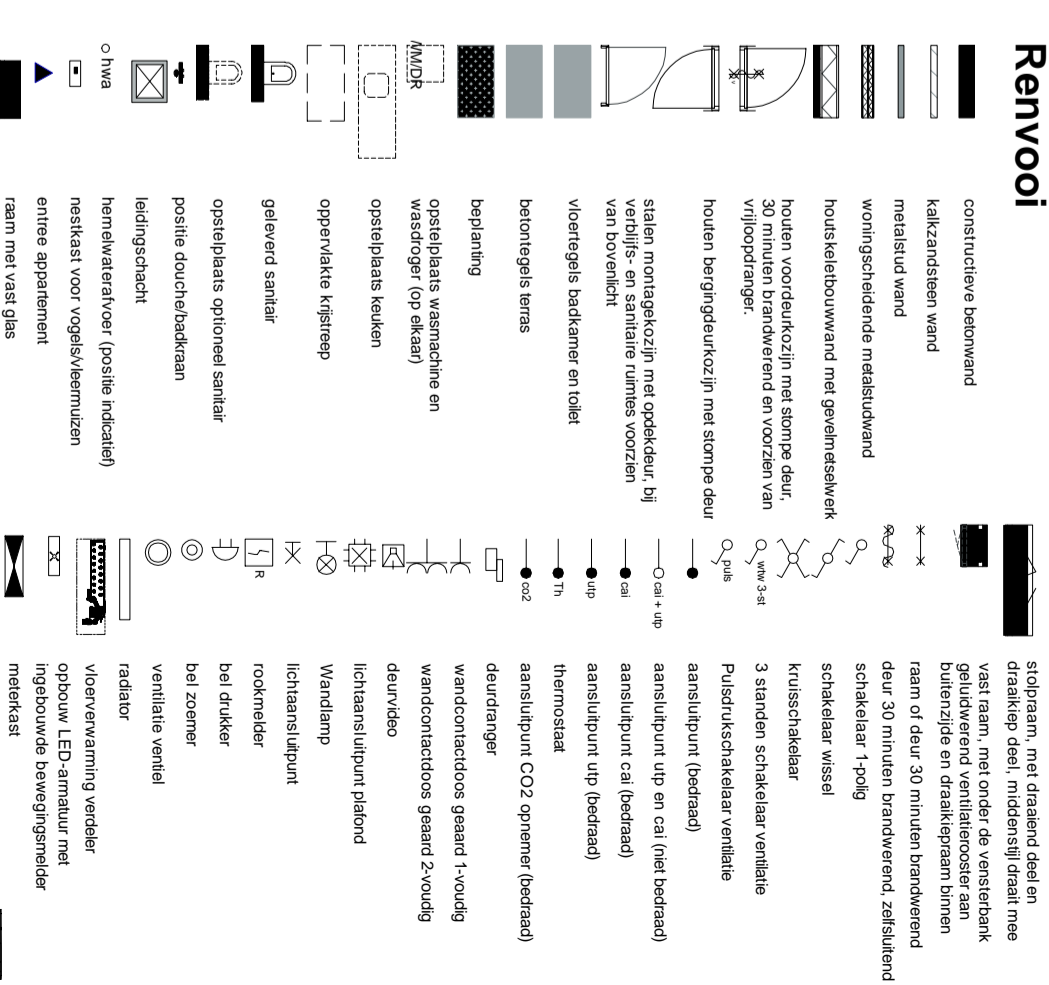 Renvooi
constructieve betonwand
kalkzandsteen wand
metalstud wand
woningscheidende metalstudwand
houtskeletbouwwand met gevelmetselwerk
houten voordeurkozijn met stompe deur,
30 minuten brandwerend en voorzien van
vrijloopdranger.
houten bergingdeurkozijn met stompe deur
stalen montagekozijn met opdekdeur, bij
verblijfs- en sanitaire ruimtes voorzien
van bovenlicht
vloertegels badkamer en toilet
betontegels terras
beplanting
WM/DR
opstelplaats wasmachine en
wasdroger (op elkaar)
opstelplaats keuken
oppervlakte krijtstreep
geleverd sanitair
opstelplaats optioneel sanitair
positie douche/badkraan
leidingschacht
hwa
hemelwaterafvoer (positie indicatief)
nestkast voor vogels/vleermuizen
entree appartement
raam met vast glas
stolpraam, met draaiend deel en
draaikiep deel, middenstijl draait mee
vast raam, met onder de vensterbank
geluidwerend ventilatierooster aan
buitenzijde en draaikiepraam binnen
raam of deur 30 minuten brandwerend
deur 30 minuten brandwerend, zelfsluitend
schakelaar 1-polig
schakelaar wissel
kruisschakelaar
wtw 3-st
3 standen schakelaar ventilatie
puls
Pulsdrukschakelaar ventilatie
aansluitpunt (bedraad)
cai + utp
aansluitpunt utp en cai (niet bedraad)
cai
aansluitpunt cai (bedraad)
utp
aansluitpunt utp (bedraad)
Th
thermostaat
co2
aansluitpunt CO2 opnemer (bedraad)
deurdranger
wandcontactdoos geaard 1-voudig
wandcontactdoos geaard 2-voudig
deurvideo
lichtaansluitpunt plafond
Wandlamp
lichtaansluitpunt
R
rookmelder
bel drukker
bel zoemer
ventilatie ventiel
radiator
vloerverwarming verdeler
opbouw LED-armatuur met
ingebouwde bewegingsmelder
meterkast